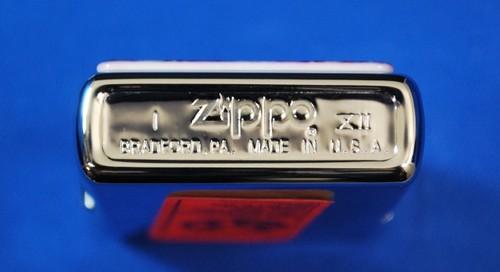 I Zippo ® XII
BRADFORD, PA. MADE IN U.S.A.